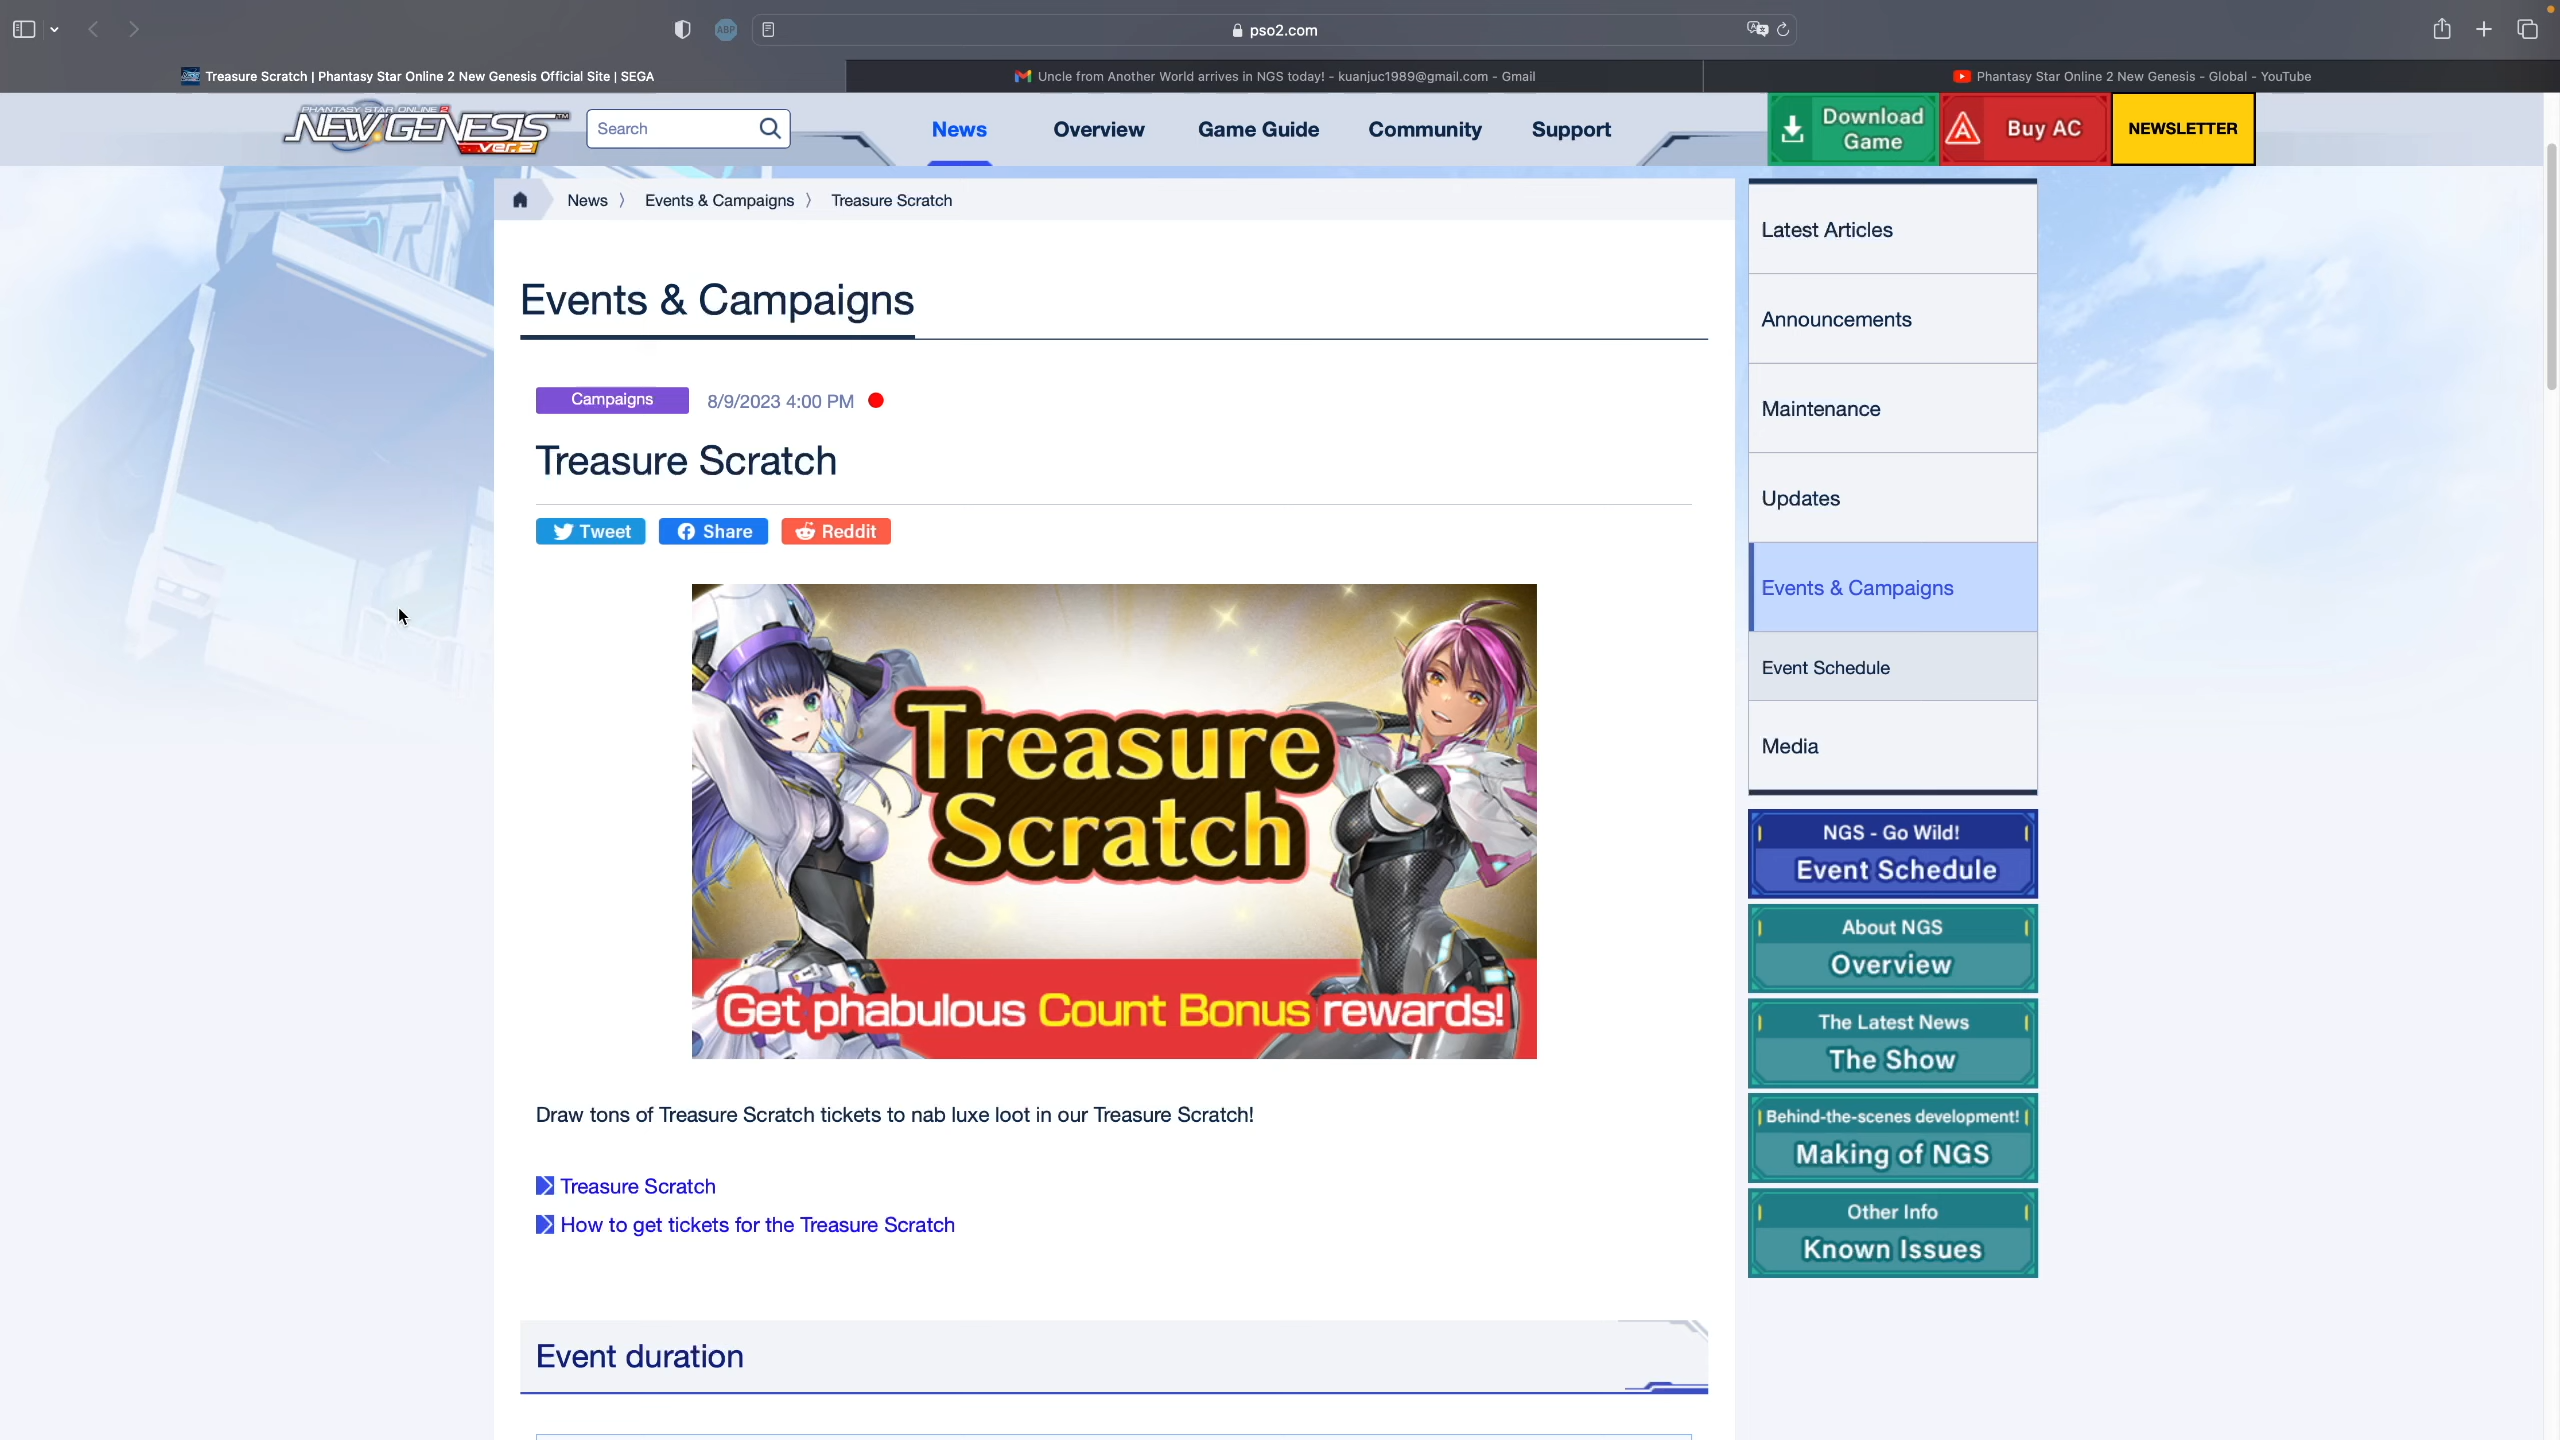 ABP
pso2.com
Treasure Scratch | Phantasy Star Online 2 New Genesis Official Site | SEGA
Uncle from Another World arrives in NGS today! - kuanjuc1989@gmail.com - Gmail
Phantasy Star Online 2 New Genesis - Global - YouTube
PHANTASY STAR ONLINE 2
NEW GENESIS™
ver.2
Search
News
Overview
Game Guide
Community
Support
Download
Game
Buy AC
NEWSLETTER
News 〉 Events & Campaigns 〉 Treasure Scratch
Events & Campaigns
Campaigns 8/9/2023 4:00 PM
Treasure Scratch
Tweet
Share
Reddit
Treasure
Scratch
Get phabulous Count Bonus rewards!
Draw tons of Treasure Scratch tickets to nab luxe loot in our Treasure Scratch!
Treasure Scratch
How to get tickets for the Treasure Scratch
Event duration
Latest Articles
Announcements
Maintenance
Updates
Events & Campaigns
Event Schedule
Media
NGS - Go Wild!
Event Schedule
About NGS
Overview
The Latest News
The Show
Behind-the-scenes development!
Making of NGS
Other Info
Known Issues